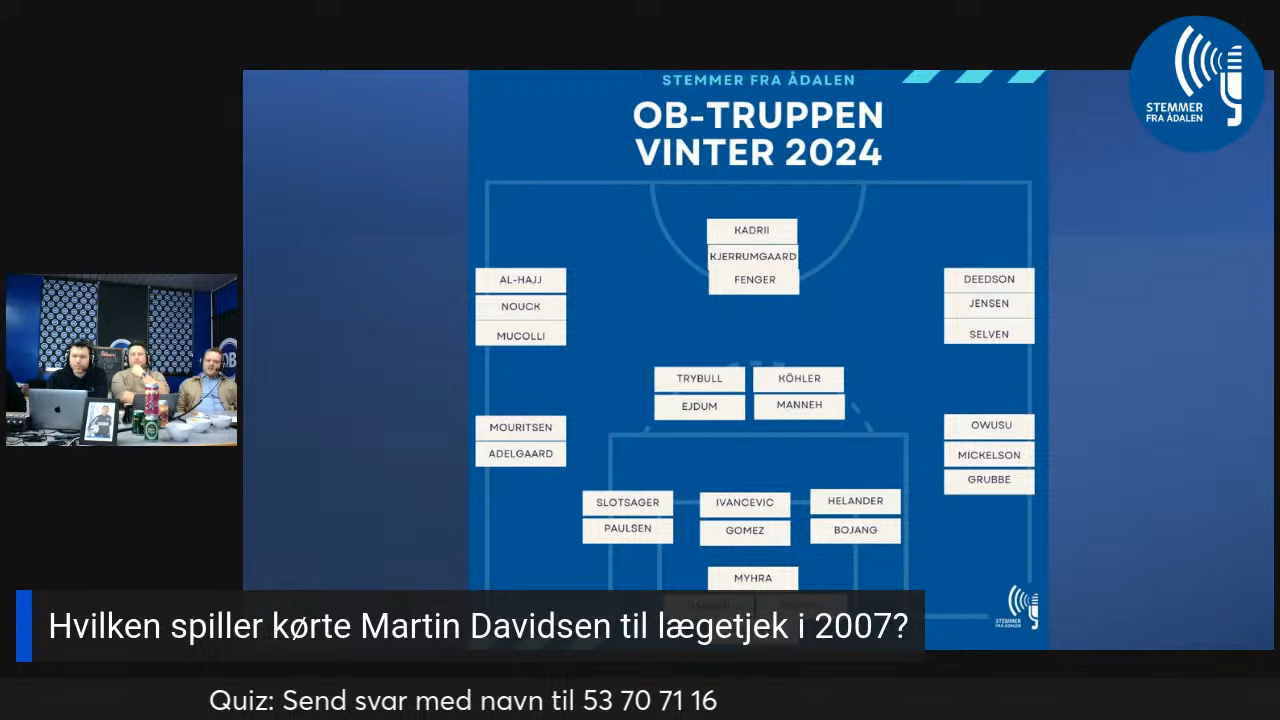 STEMMER FRA ÅDALEN
OB-TRUPPEN
VINTER 2024
STEMMER
FRA ÅDALEN
KADRII
KJERRUMGAARD
FENGER
AL-HAJJ
NOUCK
MUCOLLI
DEEDSON
JENSEN
SELVEN
TRYBULL
KÖHLER
EJDUM
MANNEH
MOURITSEN
ADELGAARD
OWUSU
MICKELSON
GRUBBE
SLOTSAGER
PAULSEN
IVANCEVIC
GOMEZ
HELANDER
BOJANG
MYHRA
STEMMER
FRA ÅDALEN
OB
Hvilken spiller kørte Martin Davidsen til lægetjek i 2007?
Quiz: Send svar med navn til 53 70 71 16